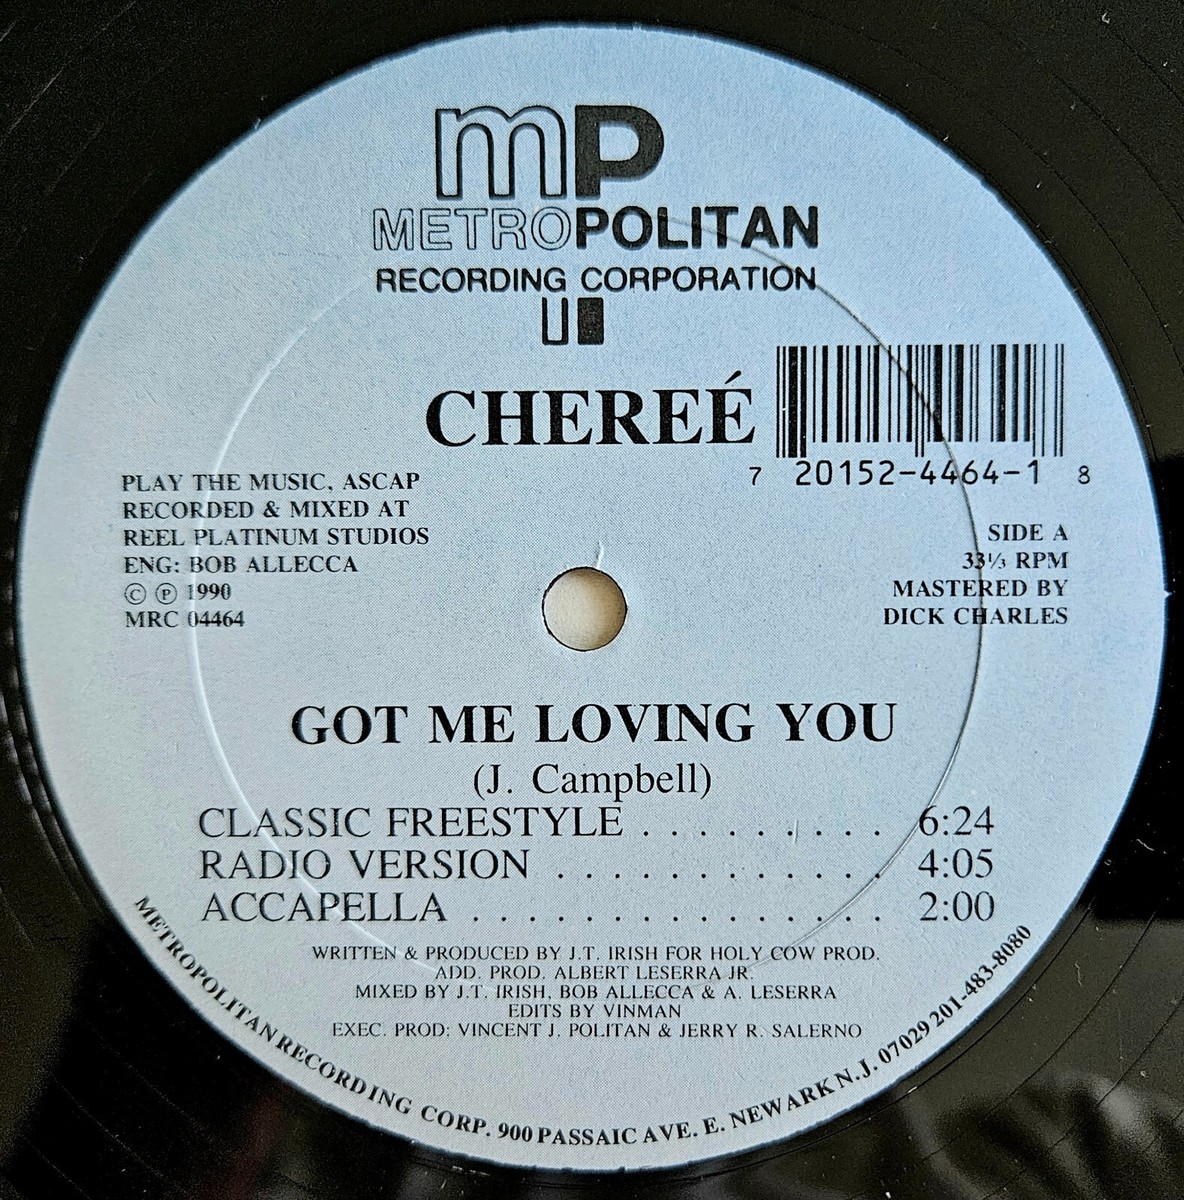 mP
METROPOLITAN
RECORDING CORPORATION
CHEREÉ
7 20152-4464-1 8
PLAY THE MUSIC, ASCAP
RECORDED & MIXED AT
REEL PLATINUM STUDIOS
ENG: BOB ALLECCA
© ℗ 1990
MRC 04464
SIDE A
33⅓ RPM
MASTERED BY
DICK CHARLES
GOT ME LOVING YOU
(J. Campbell)
CLASSIC FREESTYLE . . . . . . . . . 6:24
RADIO VERSION . . . . . . . . . . . . 4:05
ACCAPELLA . . . . . . . . . . . . . . . 2:00
WRITTEN & PRODUCED BY J.T. IRISH FOR HOLY COW PROD.
ADD. PROD. ALBERT LESERRA JR.
MIXED BY J.T. IRISH, BOB ALLECCA & A. LESERRA
EDITS BY VINMAN
EXEC. PROD: VINCENT J. POLITAN & JERRY R. SALERNO
METROPOLITAN RECORDING CORP. 900 PASSAIC AVE. E. NEWARK N.J. 07029 201-483-8080